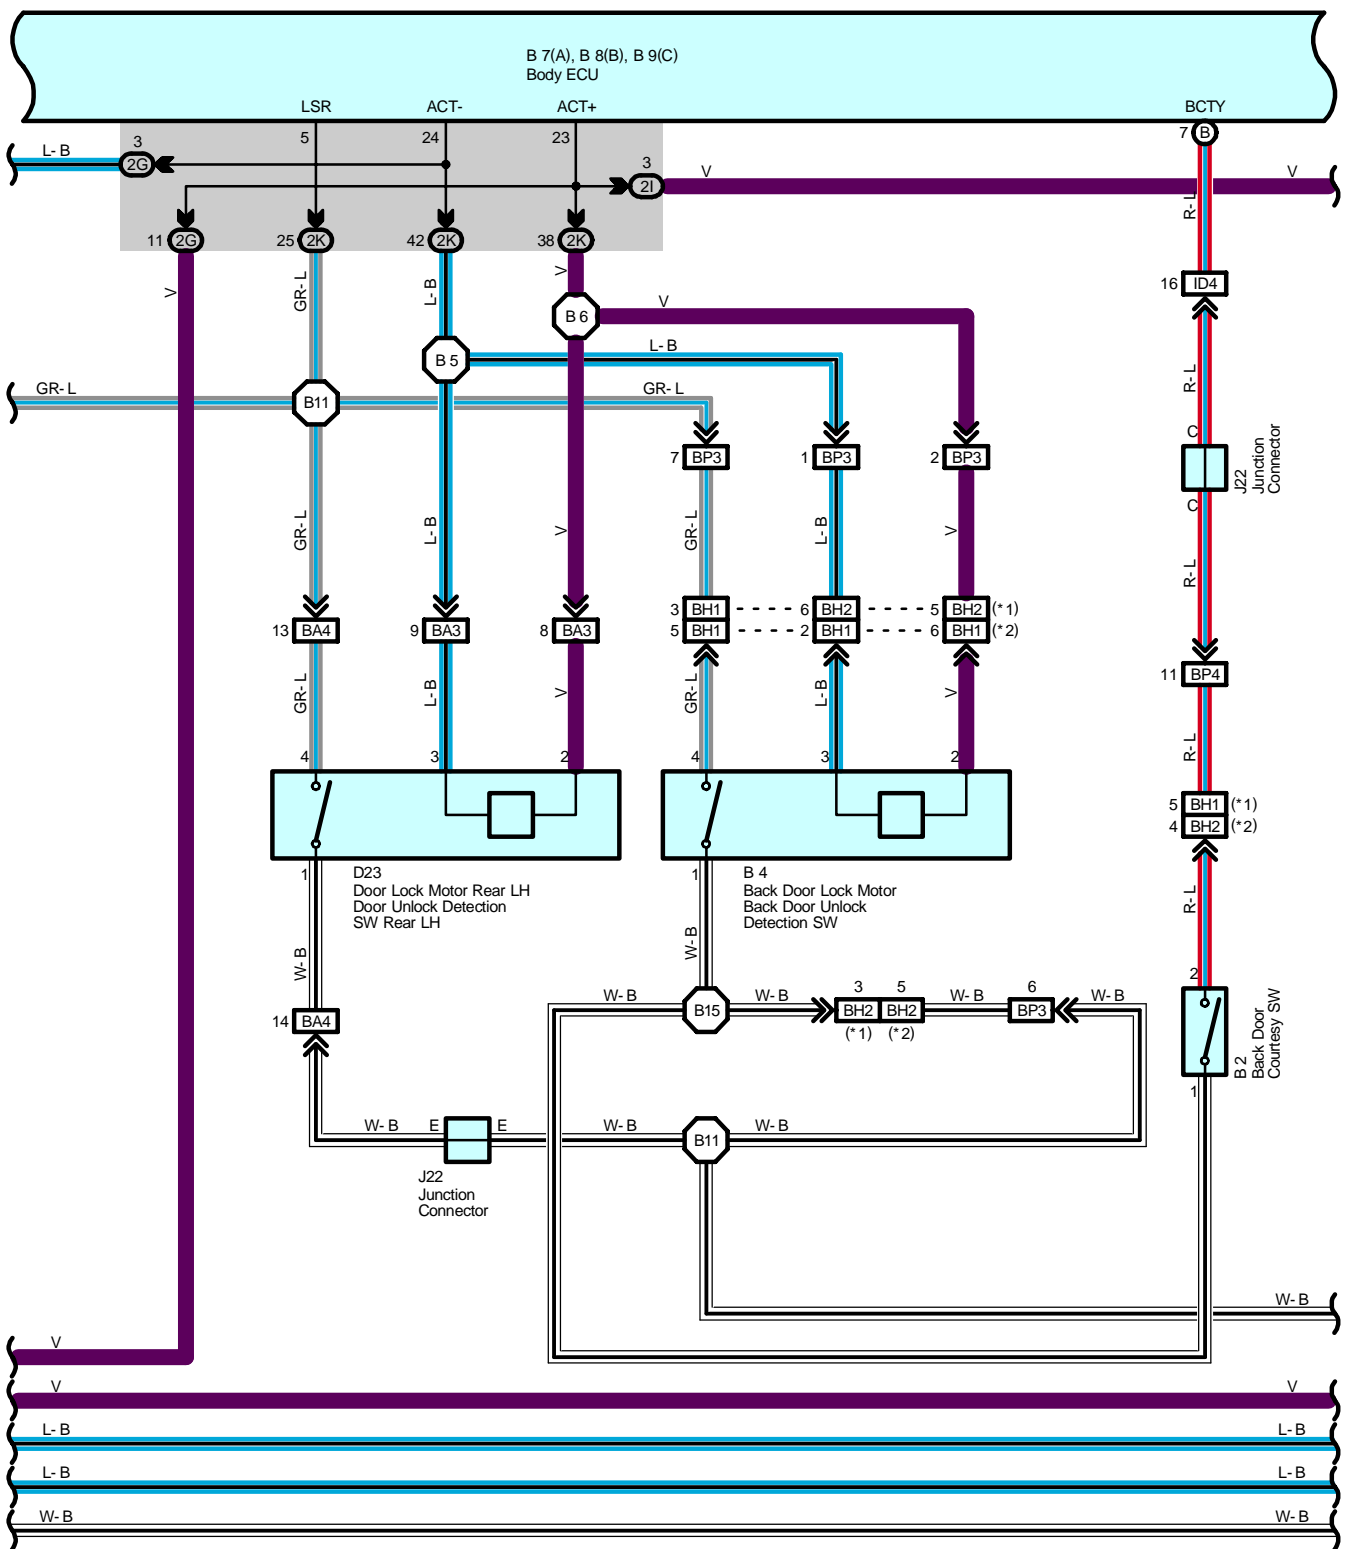 B 7(A), B 8(B), B 9(C)
Body ECU
LSR
ACT-
ACT+
BCTY
5
24
23
7
B
L- B
3
2G
3
2I
V
V
R- L
11
2G
25
2K
42
2K
38
2K
V
GR- L
L- B
V
16
ID4
B 6
V
B 5
L- B
R- L
GR- L
B11
GR- L
C
J22
Junction
Connector
7
BP3
1
BP3
2
BP3
C
GR- L
L- B
V
GR- L
L- B
V
R- L
3
BH1
6
BH2
5
BH2
(* 1)
13
BA4
9
BA3
8
BA3
5
BH1
2
BH1
6
BH1
(* 2)
11
BP4
GR- L
L- B
V
GR- L
L- B
V
R- L
4
3
2
4
3
2
5
BH1
(* 1)
4
BH2
(* 2)
1
D23
Door Lock Motor Rear LH
Door Unlock Detection
SW Rear LH
1
B 4
Back Door Lock Motor
Back Door Unlock
Detection SW
R- L
W- B
W- B
2
W- B
B15
W- B
3
5
BH2
BH2
(* 1)
(* 2)
W- B
6
BP3
W- B
14
BA4
B 2
Back Door
Courtesy SW
1
W- B
E
E
W- B
B11
W- B
J22
Junction
Connector
W- B
V
V
V
L- B
L- B
L- B
L- B
W- B
W- B